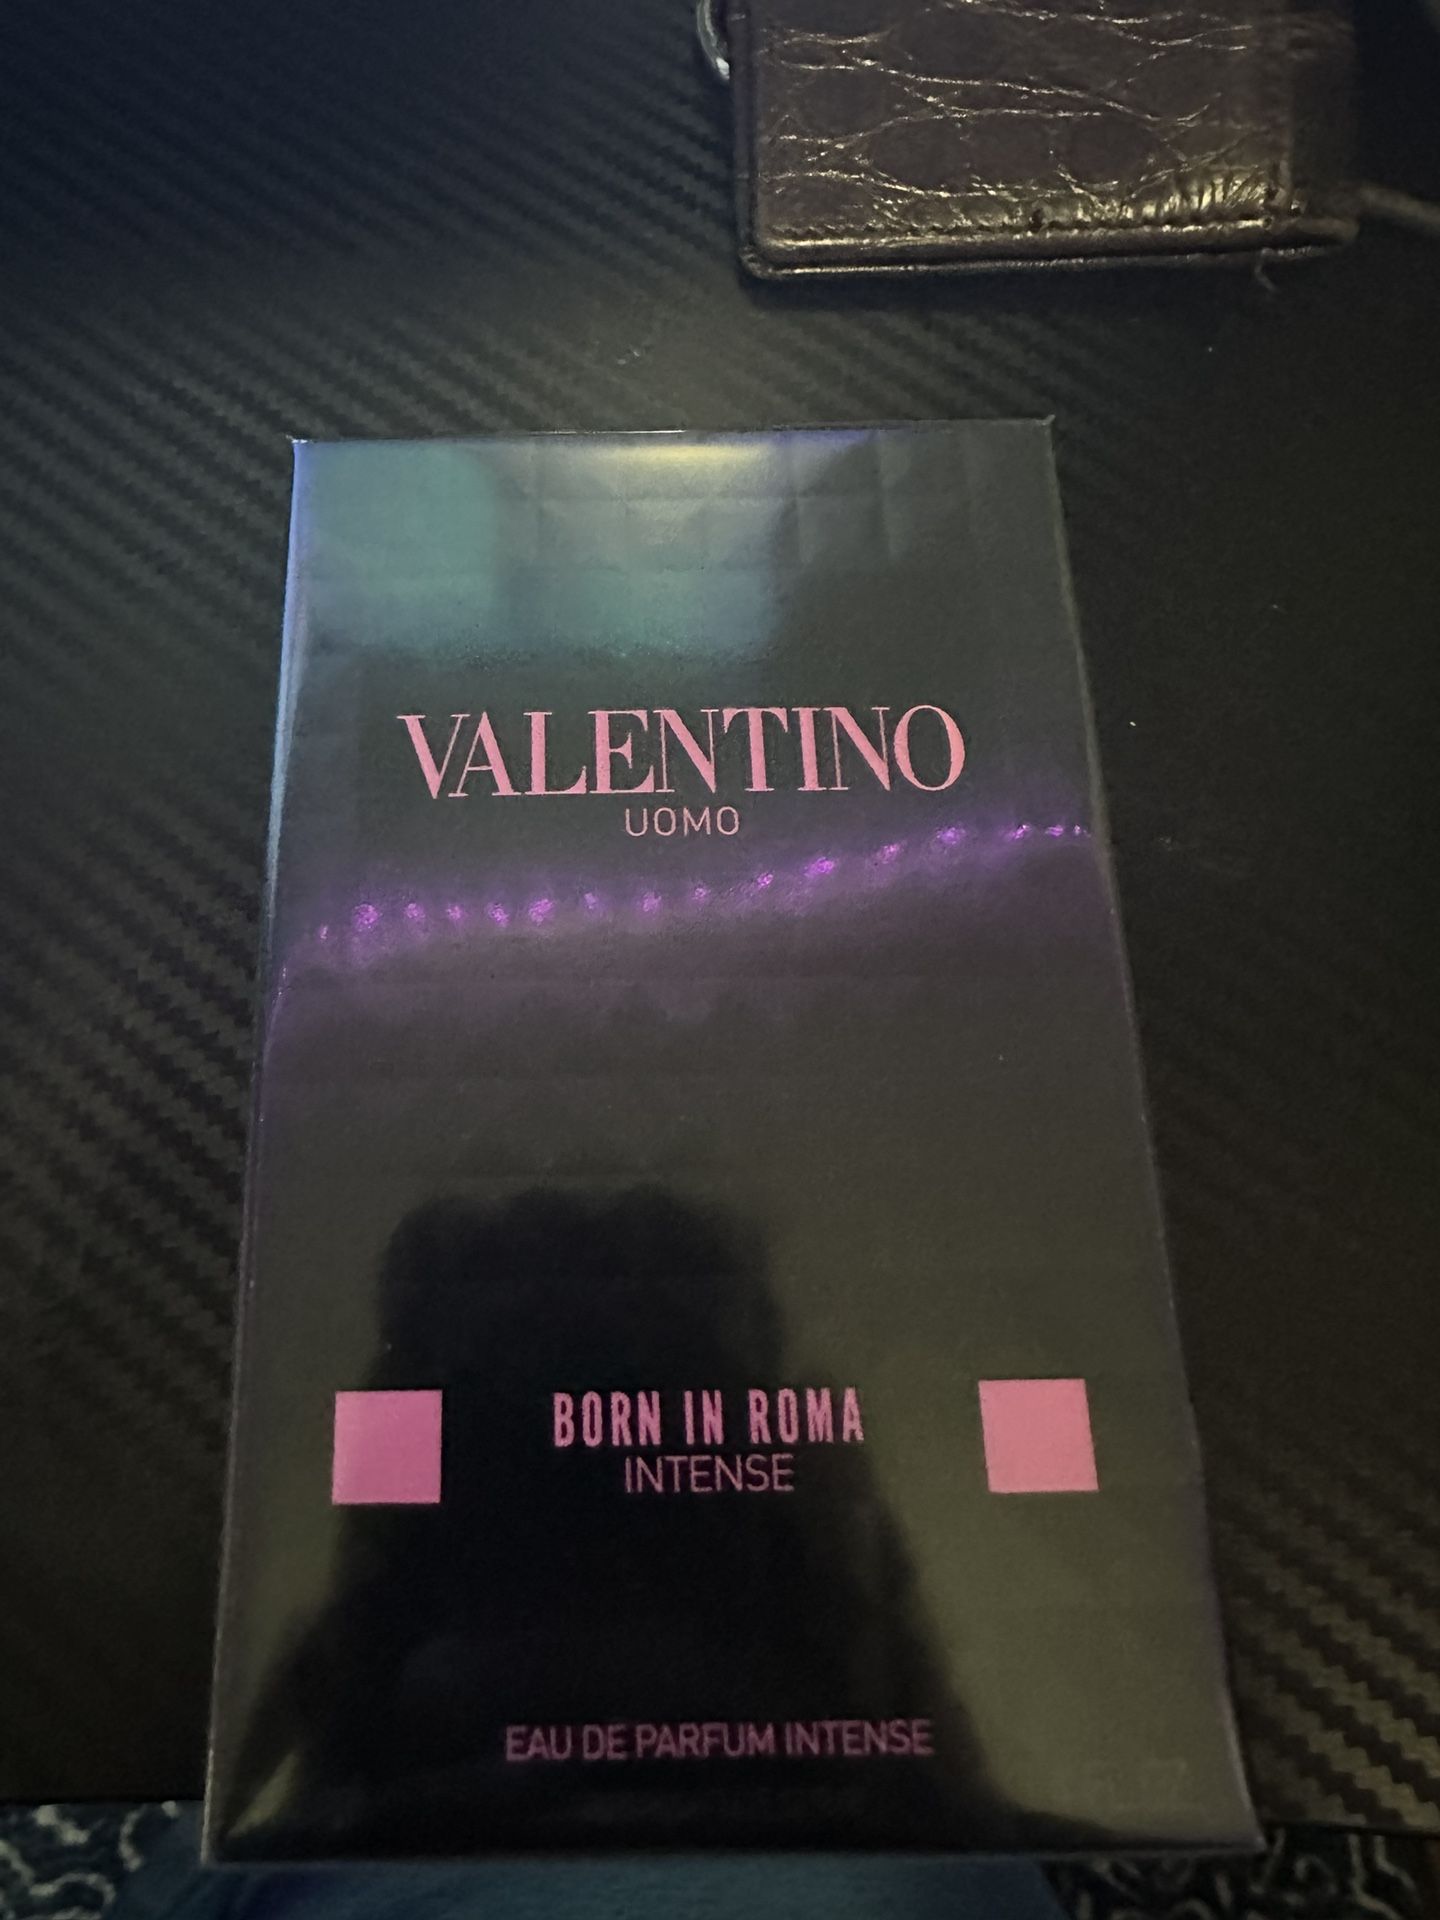 VALENTINO
UOMO
BORN IN ROMA
INTENSE
EAU DE PARFUM INTENSE